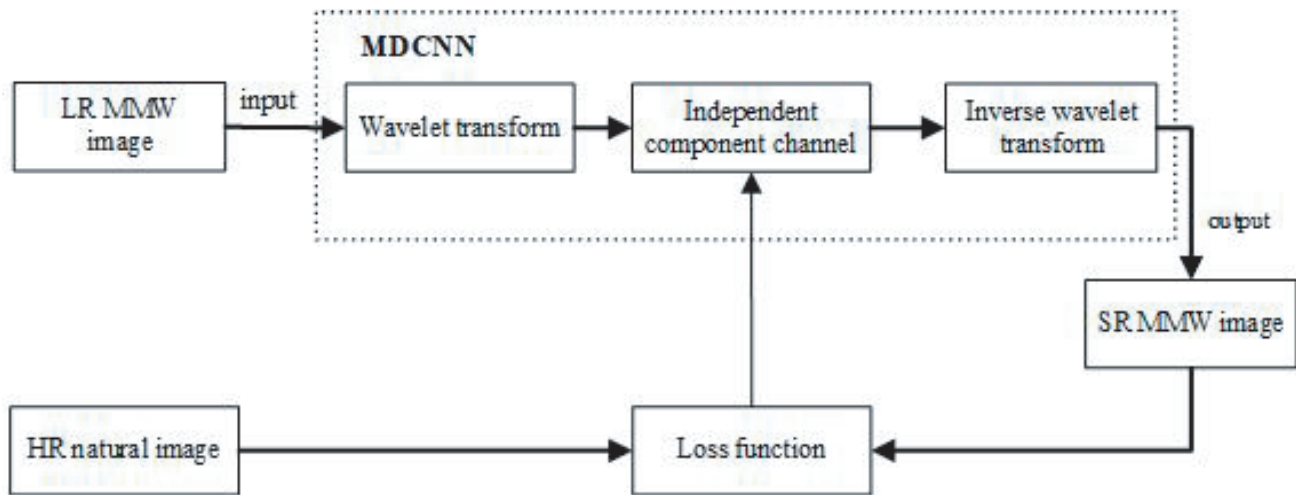 MDCNN
LR MMW
image
input
Wavelet transform
Independent
component channel
Inverse wavelet
transform
output
SR MMW image
HR natural image
Loss function